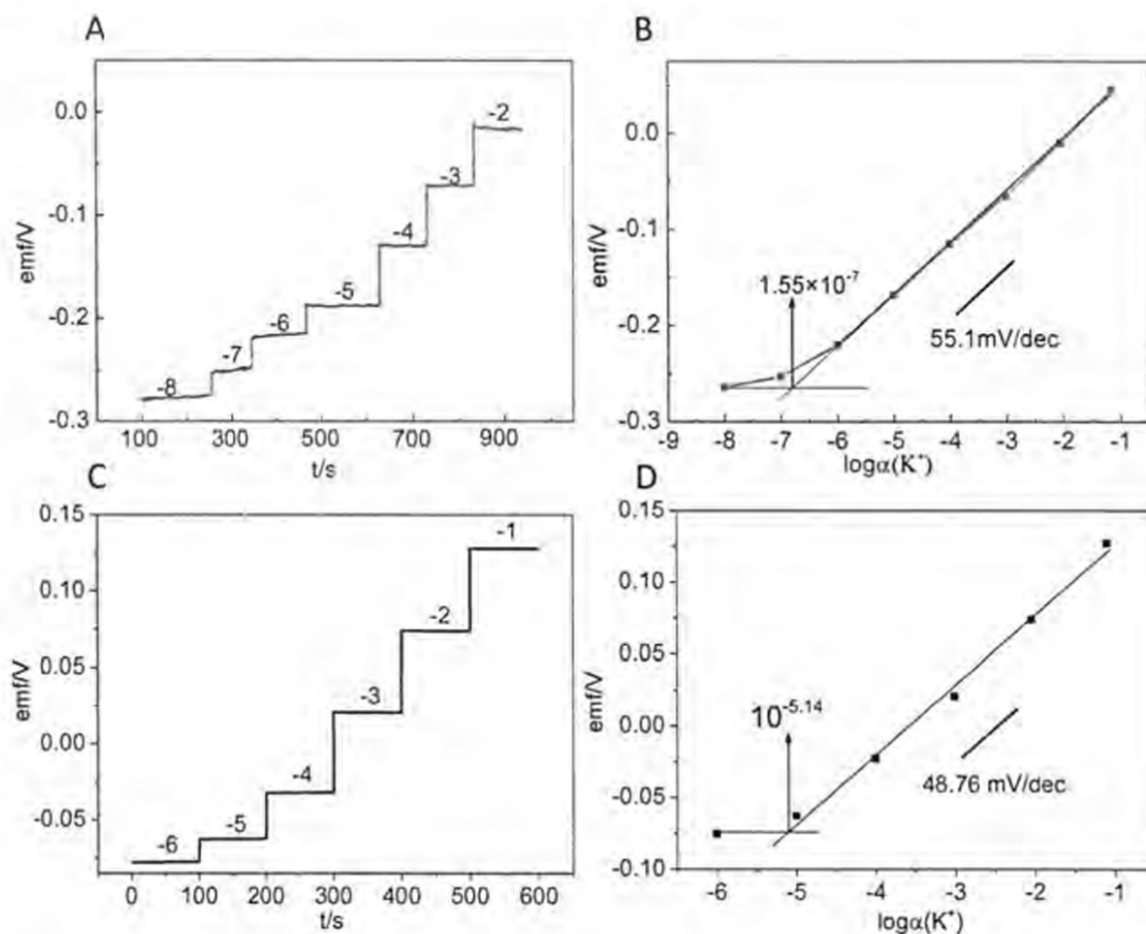 A
emf/V
0.0
-0.1
-0.2
-0.3
-8
-7
-6
-5
-4
-3
-2
100 300 500 700 900
t/s
B
emf/V
0.0
-0.1
-0.2
-0.3
1.55×10⁻⁷
55.1mV/dec
-9 -8 -7 -6 -5 -4 -3 -2 -1
logα(K⁺)
C
emf/V
0.15
0.10
0.05
0.00
-0.05
-6
-5
-4
-3
-2
-1
0 100 200 300 400 500 600
t/s
D
emf/V
0.10
0.05
0.00
-0.05
-0.10
10⁻⁵·¹⁴
48.76 mV/dec
-6 -5 -4 -3 -2 -1
logα(K⁺)